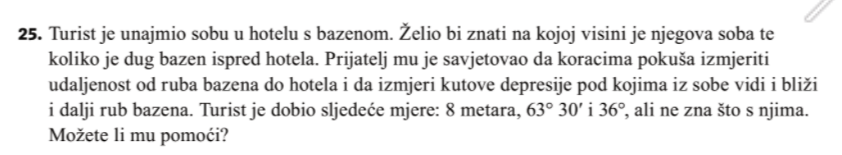 25. Turist je unajmio sobu u hotelu s bazenom. Želio bi znati na kojoj visini je njegova soba te
koliko je dug bazen ispred hotela. Prijatelj mu je savjetovao da koracima pokuša izmjeriti
udaljenost od ruba bazena do hotela i da izmjeri kutove depresije pod kojima iz sobe vidi i bliži
i dalji rub bazena. Turist je dobio sljedeće mjere: 8 metara, 63° 30′ i 36°, ali ne zna što s njima.
Možete li mu pomoći?